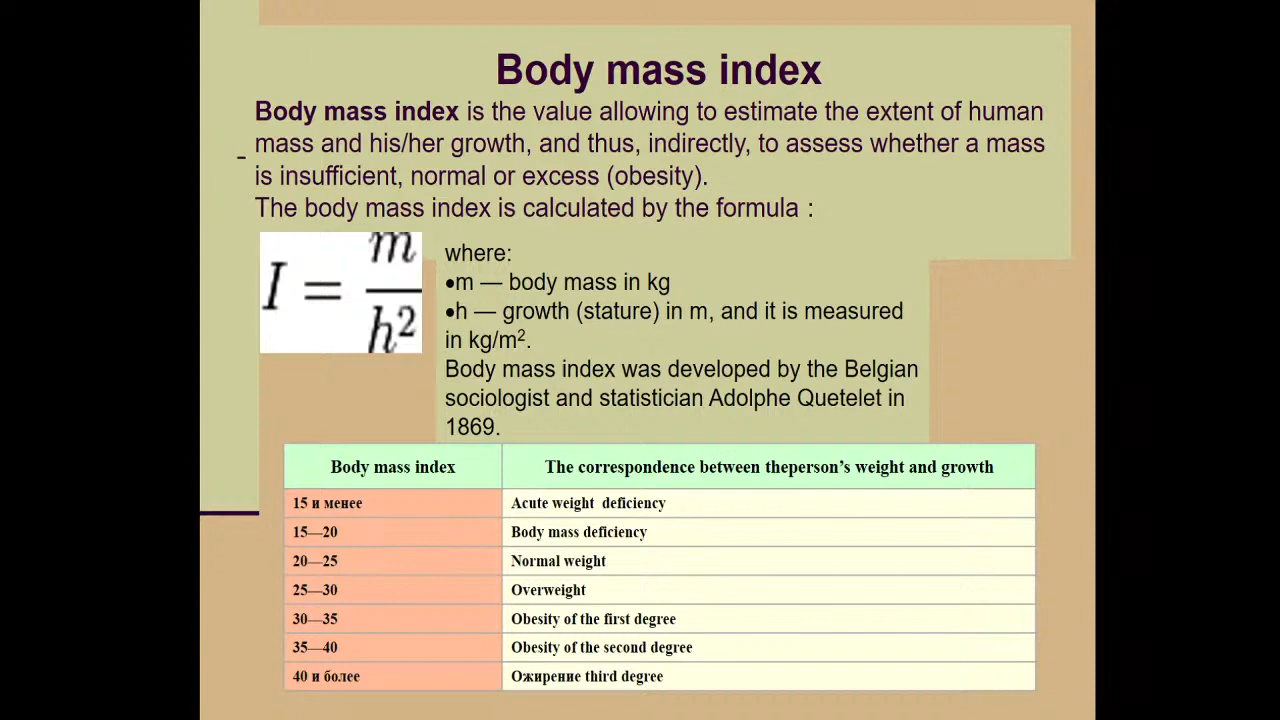 Body mass index
Body mass index is the value allowing to estimate the extent of human
mass and his/her growth, and thus, indirectly, to assess whether a mass
is insufficient, normal or excess (obesity).
The body mass index is calculated by the formula :
I = m / h²
where:
•m — body mass in kg
•h — growth (stature) in m, and it is measured
in kg/m².
Body mass index was developed by the Belgian
sociologist and statistician Adolphe Quetelet in
1869.
Body mass index The correspondence between theperson’s weight and growth
15 и менее Acute weight deficiency
15—20 Body mass deficiency
20—25 Normal weight
25—30 Overweight
30—35 Obesity of the first degree
35—40 Obesity of the second degree
40 и более Ожирение third degree